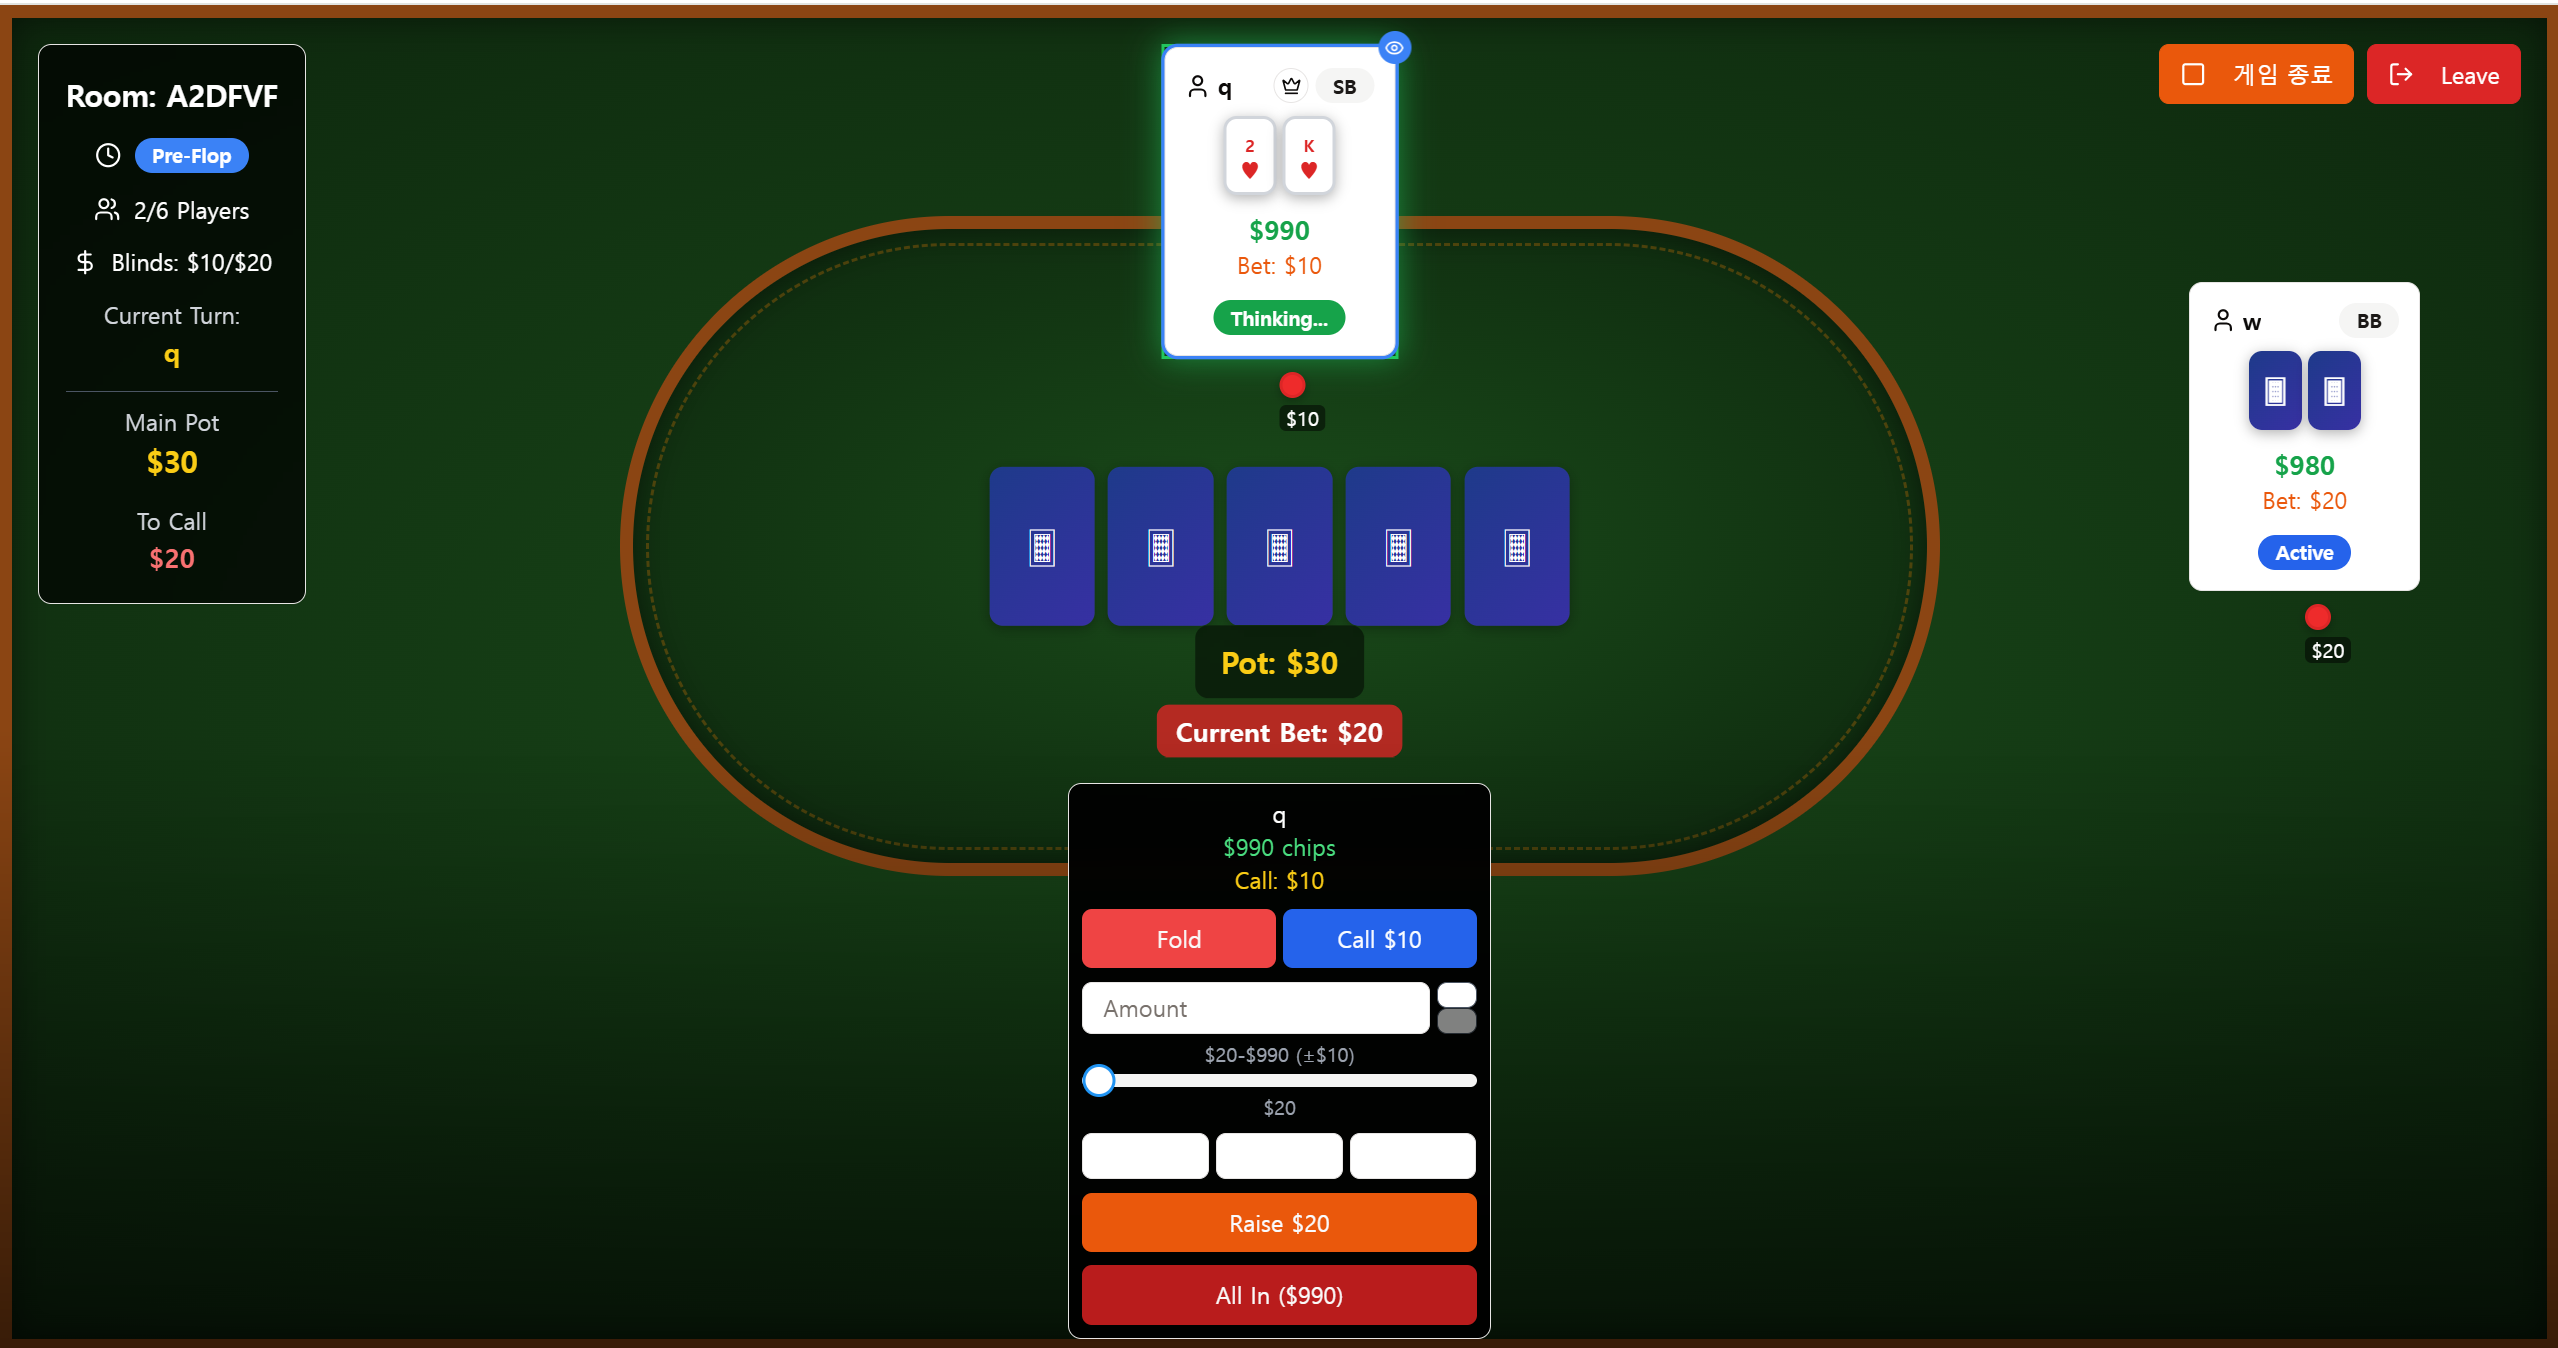 Room: A2DFVF
Pre-Flop
2/6 Players
Blinds: $10/$20
Current Turn:
q
Main Pot
$30
To Call
$20
q SB
2 K
$990
Bet: $10
Thinking...
$10
게임 종료
Leave
w BB
$980
Bet: $20
Active
$20
Pot: $30
Current Bet: $20
q
$990 chips
Call: $10
Fold
Call $10
Amount
$20-$990 (±$10)
$20
Raise $20
All In ($990)